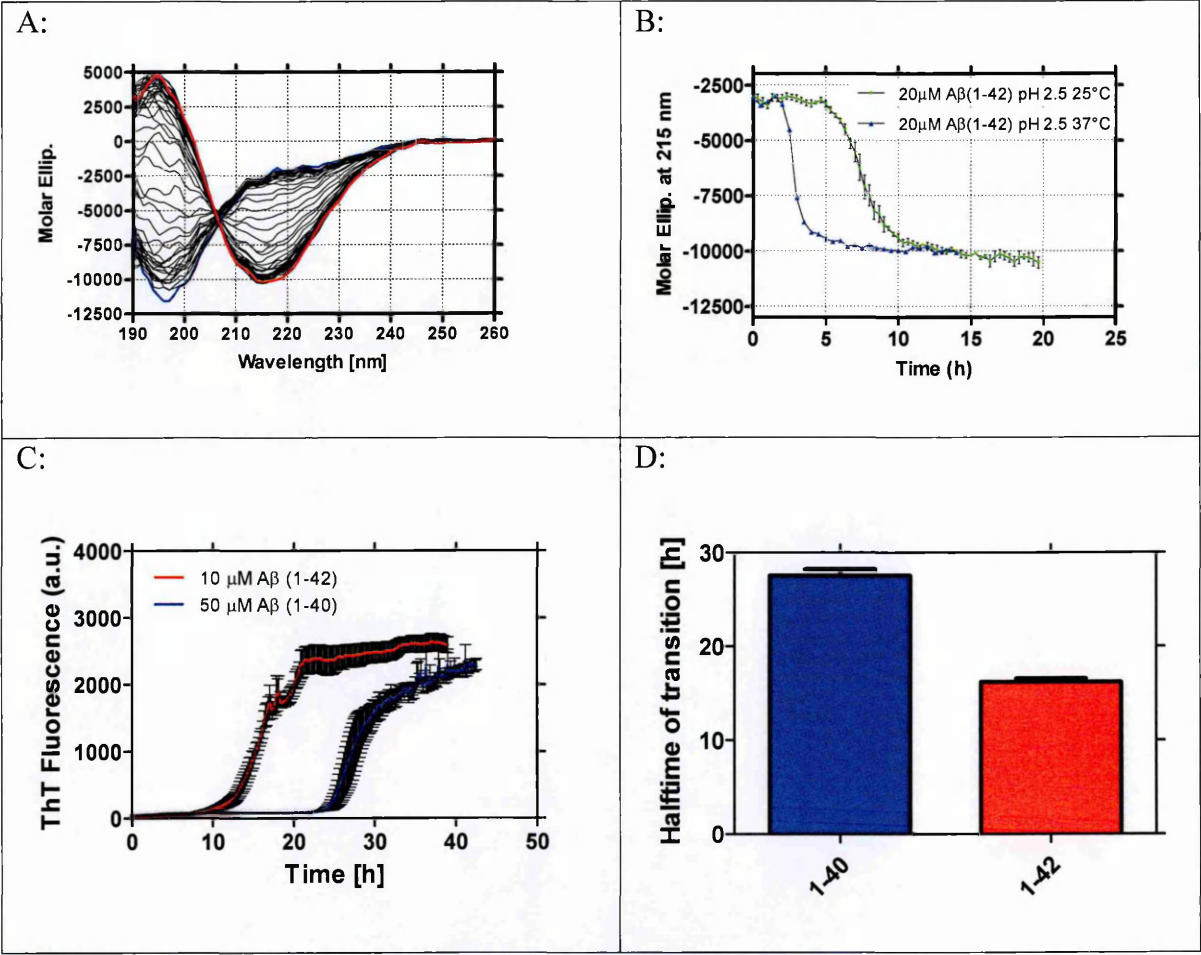 A:
5000
2500
0
-2500
-5000
-7500
-10000
-12500
Molar Ellip.
190 200 210 220 230 240 250 260
Wavelength [nm]
B:
-2500
-5000
-7500
-10000
-12500
Molar Ellip. at 215 nm
20μM Aβ(1-42) pH 2.5 25°C
20μM Aβ(1-42) pH 2.5 37°C
0 5 10 15 20 25
Time (h)
C:
4000
3000
2000
1000
0
ThT Fluorescence (a.u.)
10 μM Aβ (1-42)
50 μM Aβ (1-40)
0 10 20 30 40 50
Time [h]
D:
30
20
10
0
Halftime of transition [h]
1-40
1-42